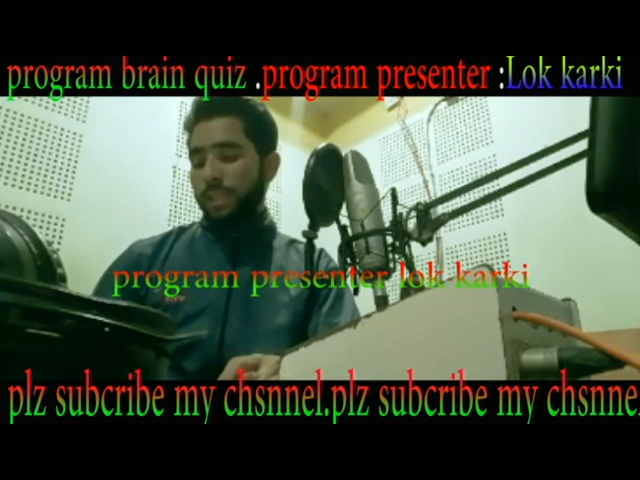 program brain quiz .program presenter :Lok karki
program presenter lok karki
plz subcribe my chsnnel.plz subcribe my chsnne